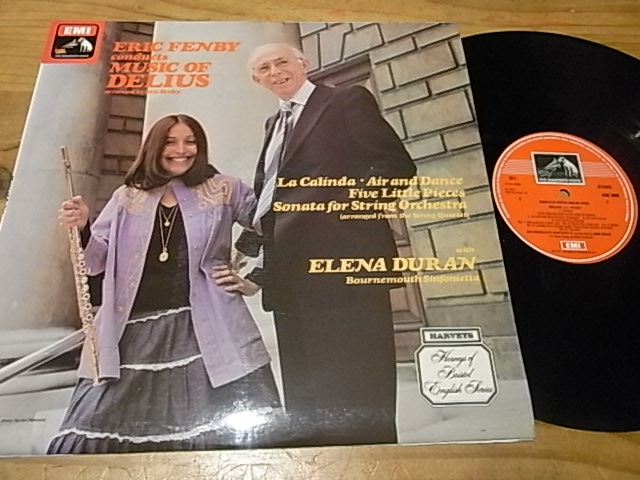 EMI
ERIC FENBY
conducts
MUSIC OF
DELIUS
La Calinda · Air and Dance
Five Little Pieces
Sonata for String Orchestra
(arranged from the String Quartet)
with
ELENA DURAN
Bournemouth Sinfonietta
HARVEYS
Harveys of
Bristol
English Series
EMI